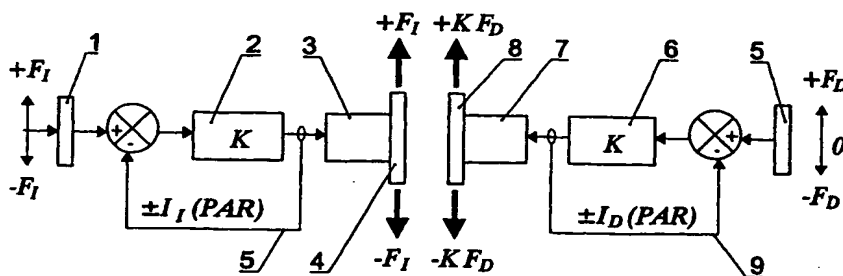 +F_I +KF_D
1 2 3 8 7 6 5
+F_I +F_D
+ - K K + - 0
-F_I ±I_I (PAR) ±I_D (PAR) -F_D
5 4 -F_I -KF_D 9